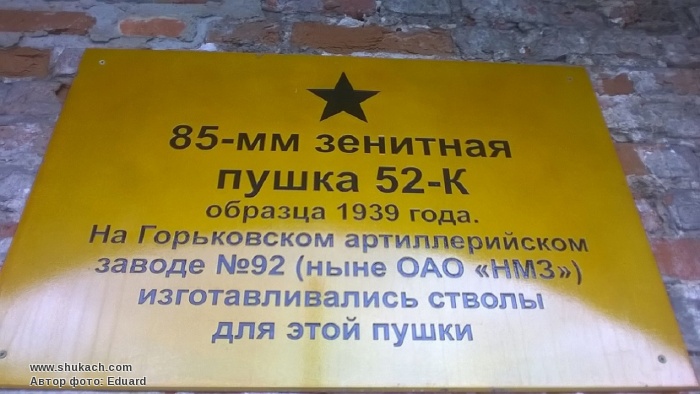 85-мм зенитная
пушка 52-К
образца 1939 года.
На Горьковском артиллерийском
заводе №92 (ныне ОАО «НМЗ»)
изготавливались стволы
для этой пушки
www.shukach.com
Автор фото: Eduard